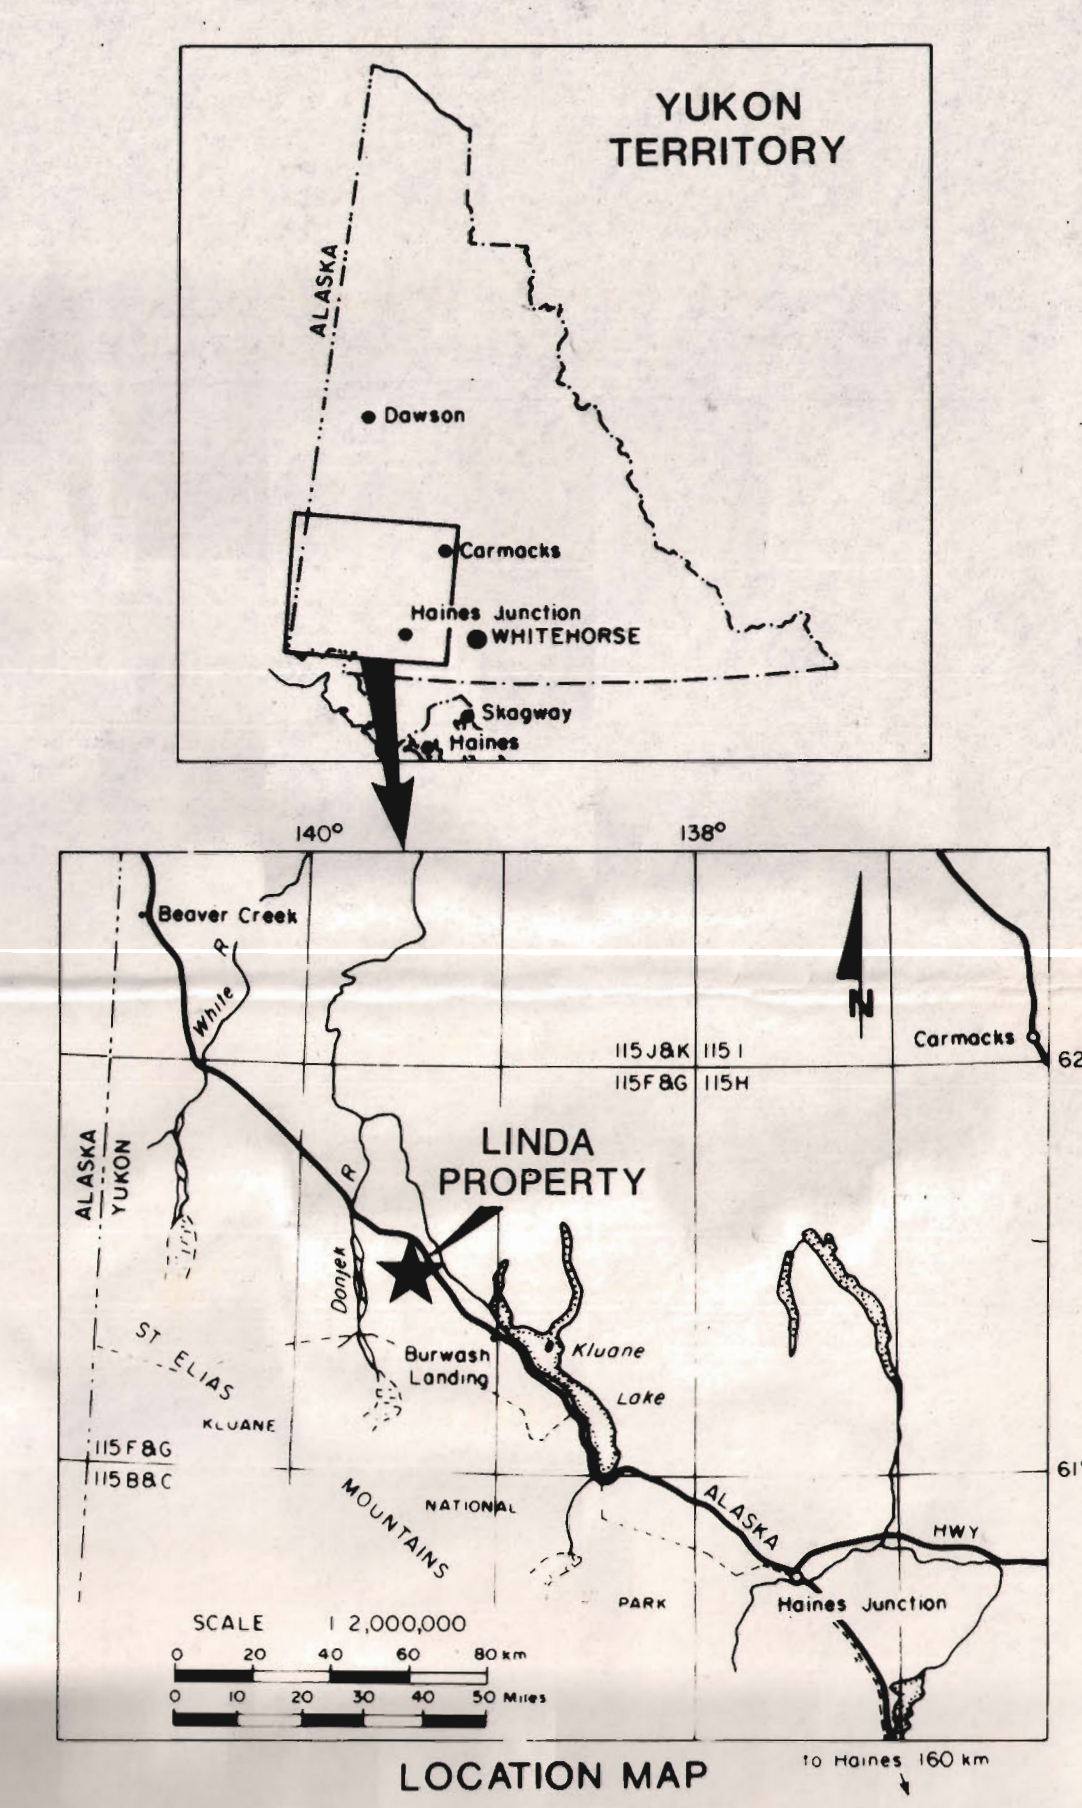 YUKON
TERRITORY
ALASKA
Dawson
Carmacks
Haines Junction
WHITEHORSE
Skagway
Haines
140° 138°
Beaver Creek
White R
Carmacks
115J&K 115 I
115F&G 115H
62
ALASKA
YUKON
LINDA
PROPERTY
Donjek R
Burwash
Landing
Kluane
Lake
ST ELIAS
MOUNTAINS
KLUANE
NATIONAL
PARK
115 F&G
115 B&C
61°
ALASKA
HWY
Haines Junction
SCALE 1 2,000,000
0 20 40 60 80 km
0 10 20 30 40 50 Miles
N
to Haines 160 km
LOCATION MAP